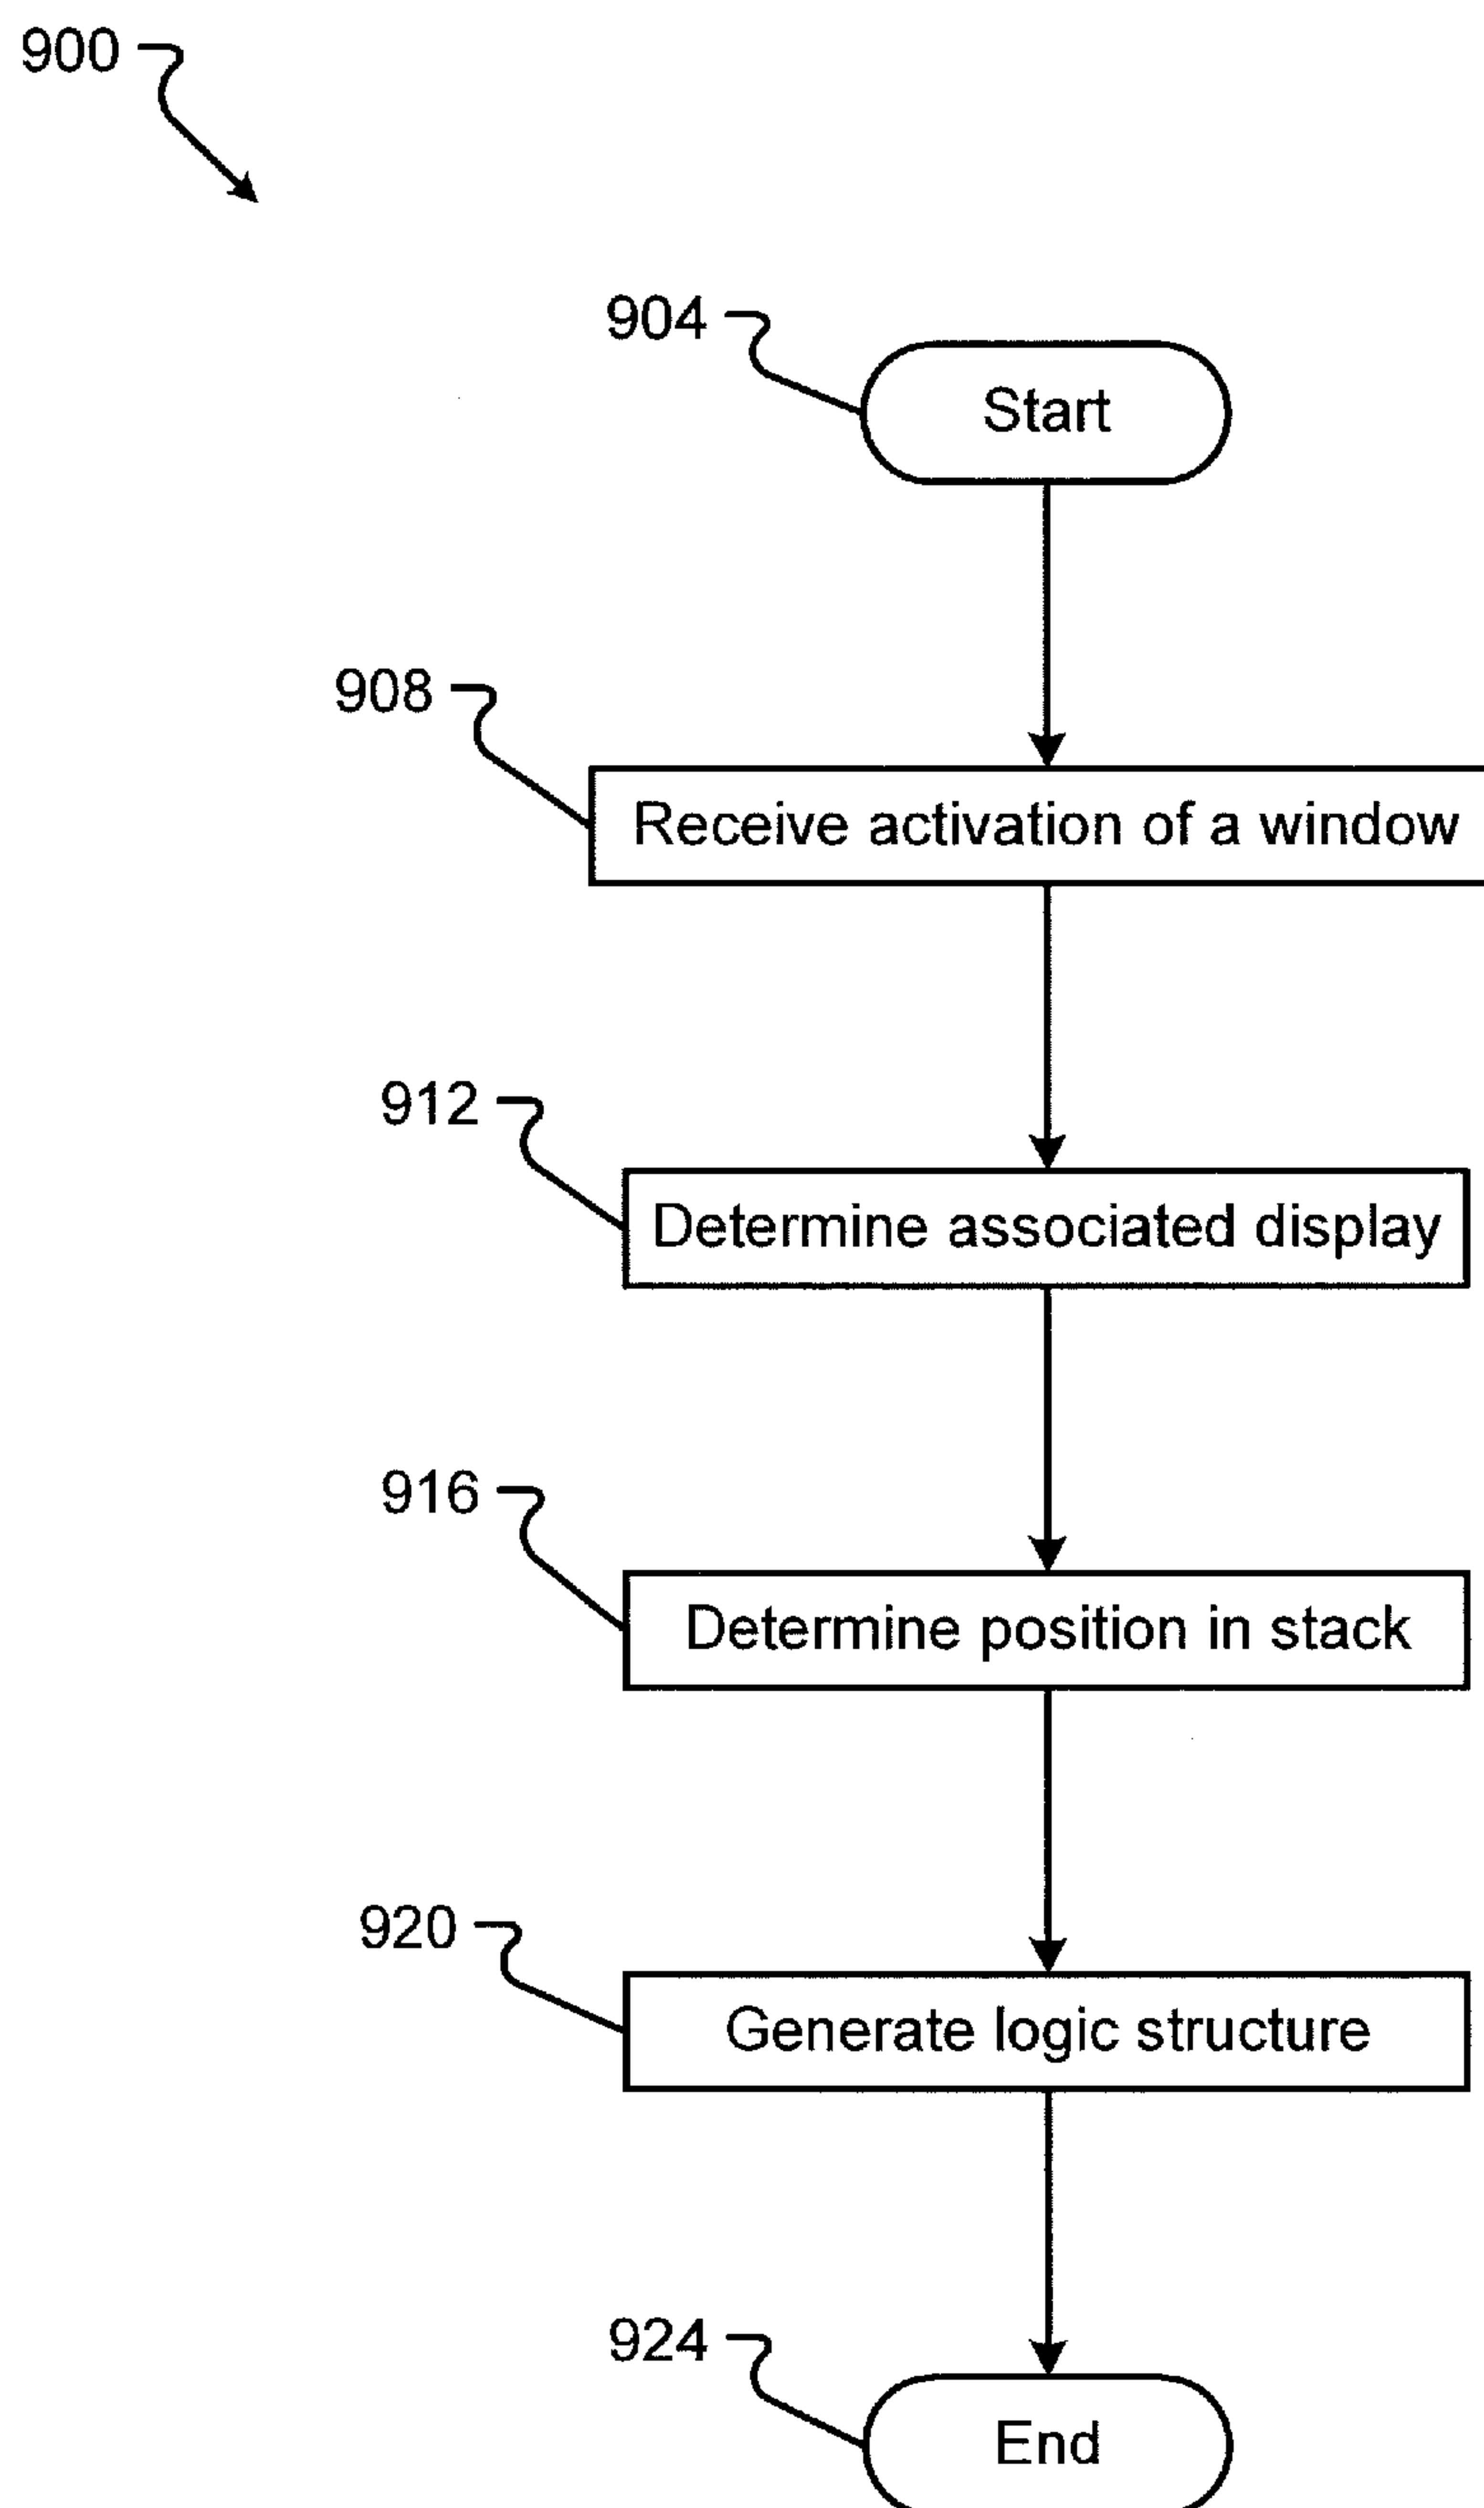 900
904
Start
908
Receive activation of a window
912
Determine associated display
916
Determine position in stack
920
Generate logic structure
924
End